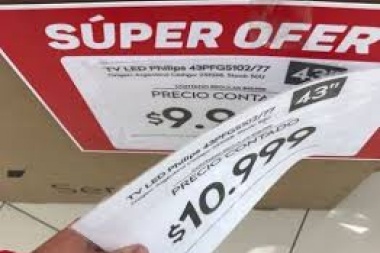 SÚPER OFER
TV LED Philips 43PFG5102/77
43"
PRECIO CONTA
$9.9
43"
TV LED Philips 43PFG5102/77
PRECIO CONTADO
$10.999